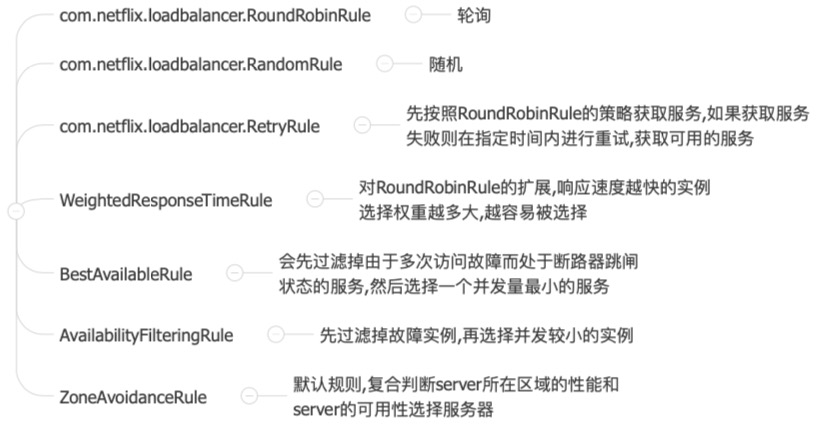 com.netflix.loadbalancer.RoundRobinRule
轮询
com.netflix.loadbalancer.RandomRule
随机
com.netflix.loadbalancer.RetryRule
先按照RoundRobinRule的策略获取服务,如果获取服务
失败则在指定时间内进行重试,获取可用的服务
WeightedResponseTimeRule
对RoundRobinRule的扩展,响应速度越快的实例
选择权重越多大,越容易被选择
BestAvailableRule
会先过滤掉由于多次访问故障而处于断路器跳闸
状态的服务,然后选择一个并发量最小的服务
AvailabilityFilteringRule
先过滤掉故障实例,再选择并发较小的实例
ZoneAvoidanceRule
默认规则,复合判断server所在区域的性能和
server的可用性选择服务器